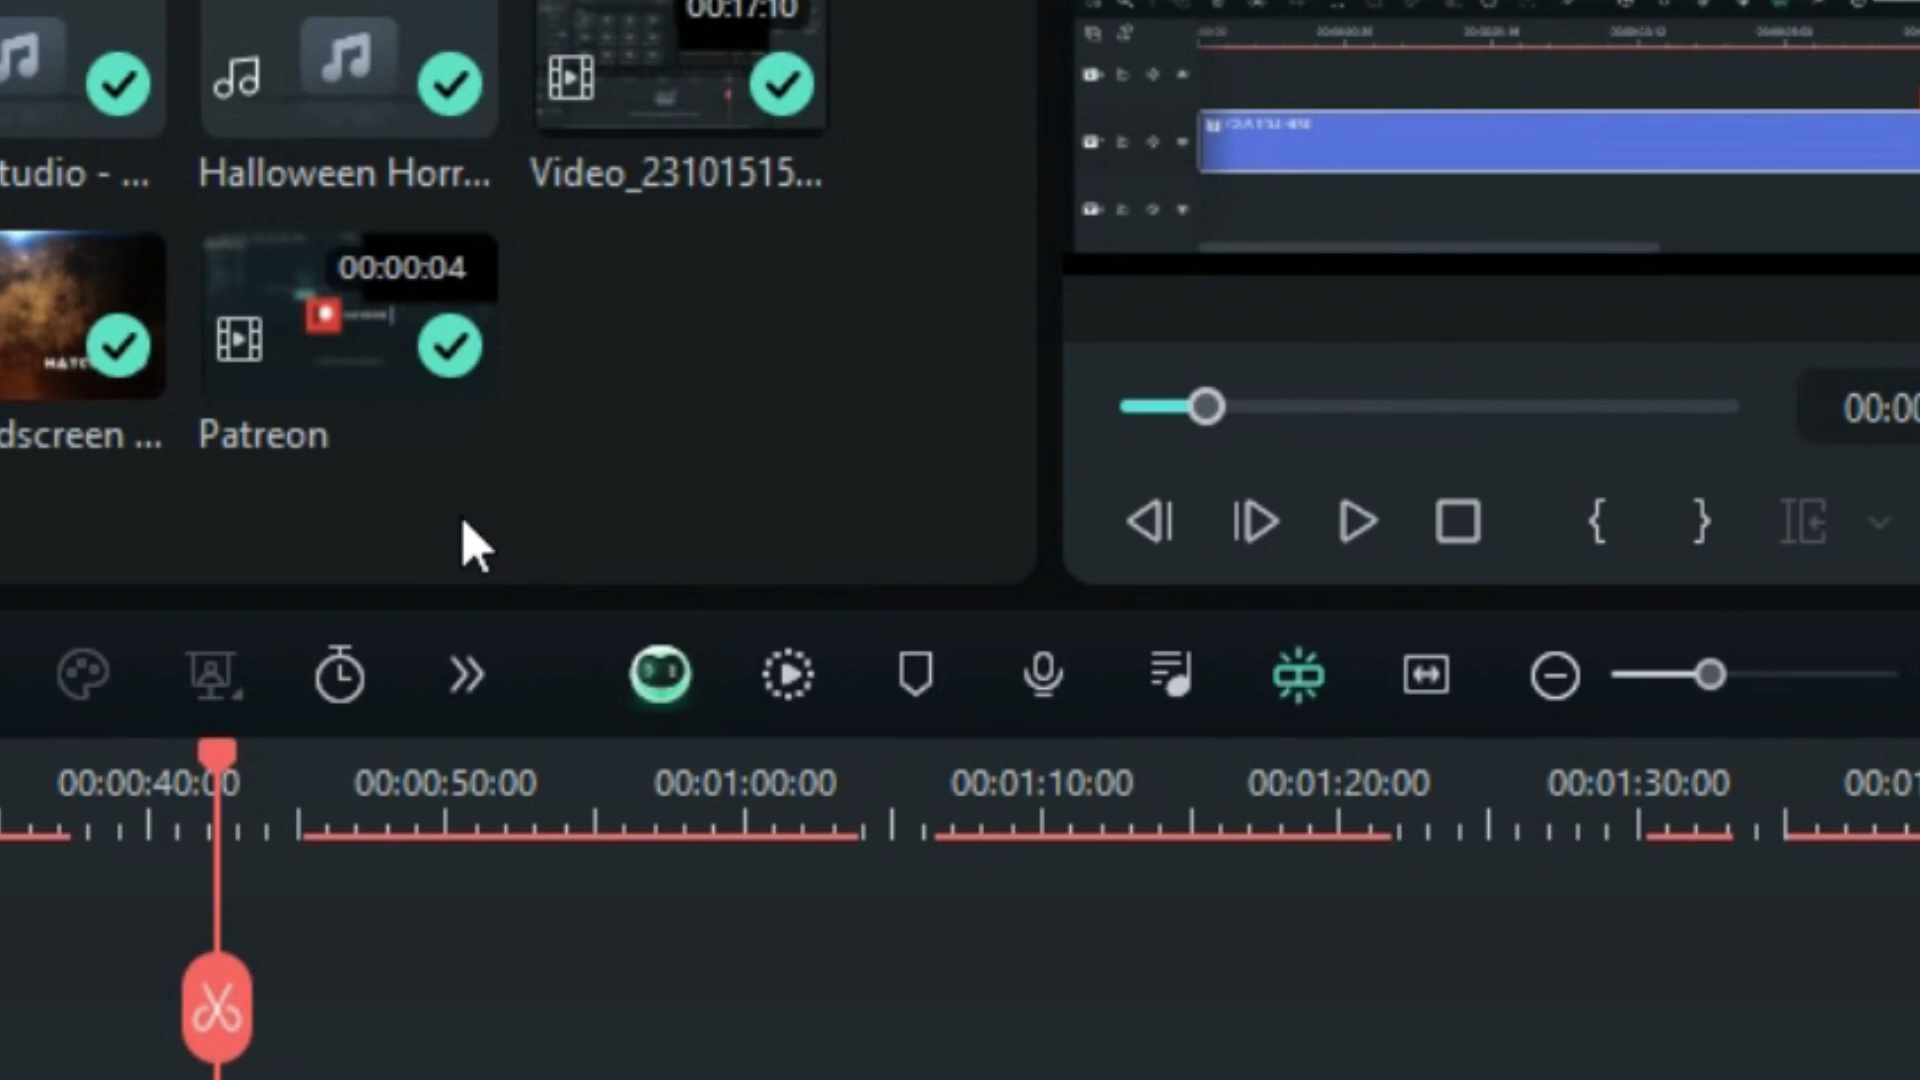 00:17:10
tudio - ...
Halloween Horr...
Video_23101515...
00:00:04
HATC
dscreen ...
Patreon
00:00
{ }
00:00:40:00
00:00:50:00
00:01:00:00
00:01:10:00
00:01:20:00
00:01:30:00
00:01